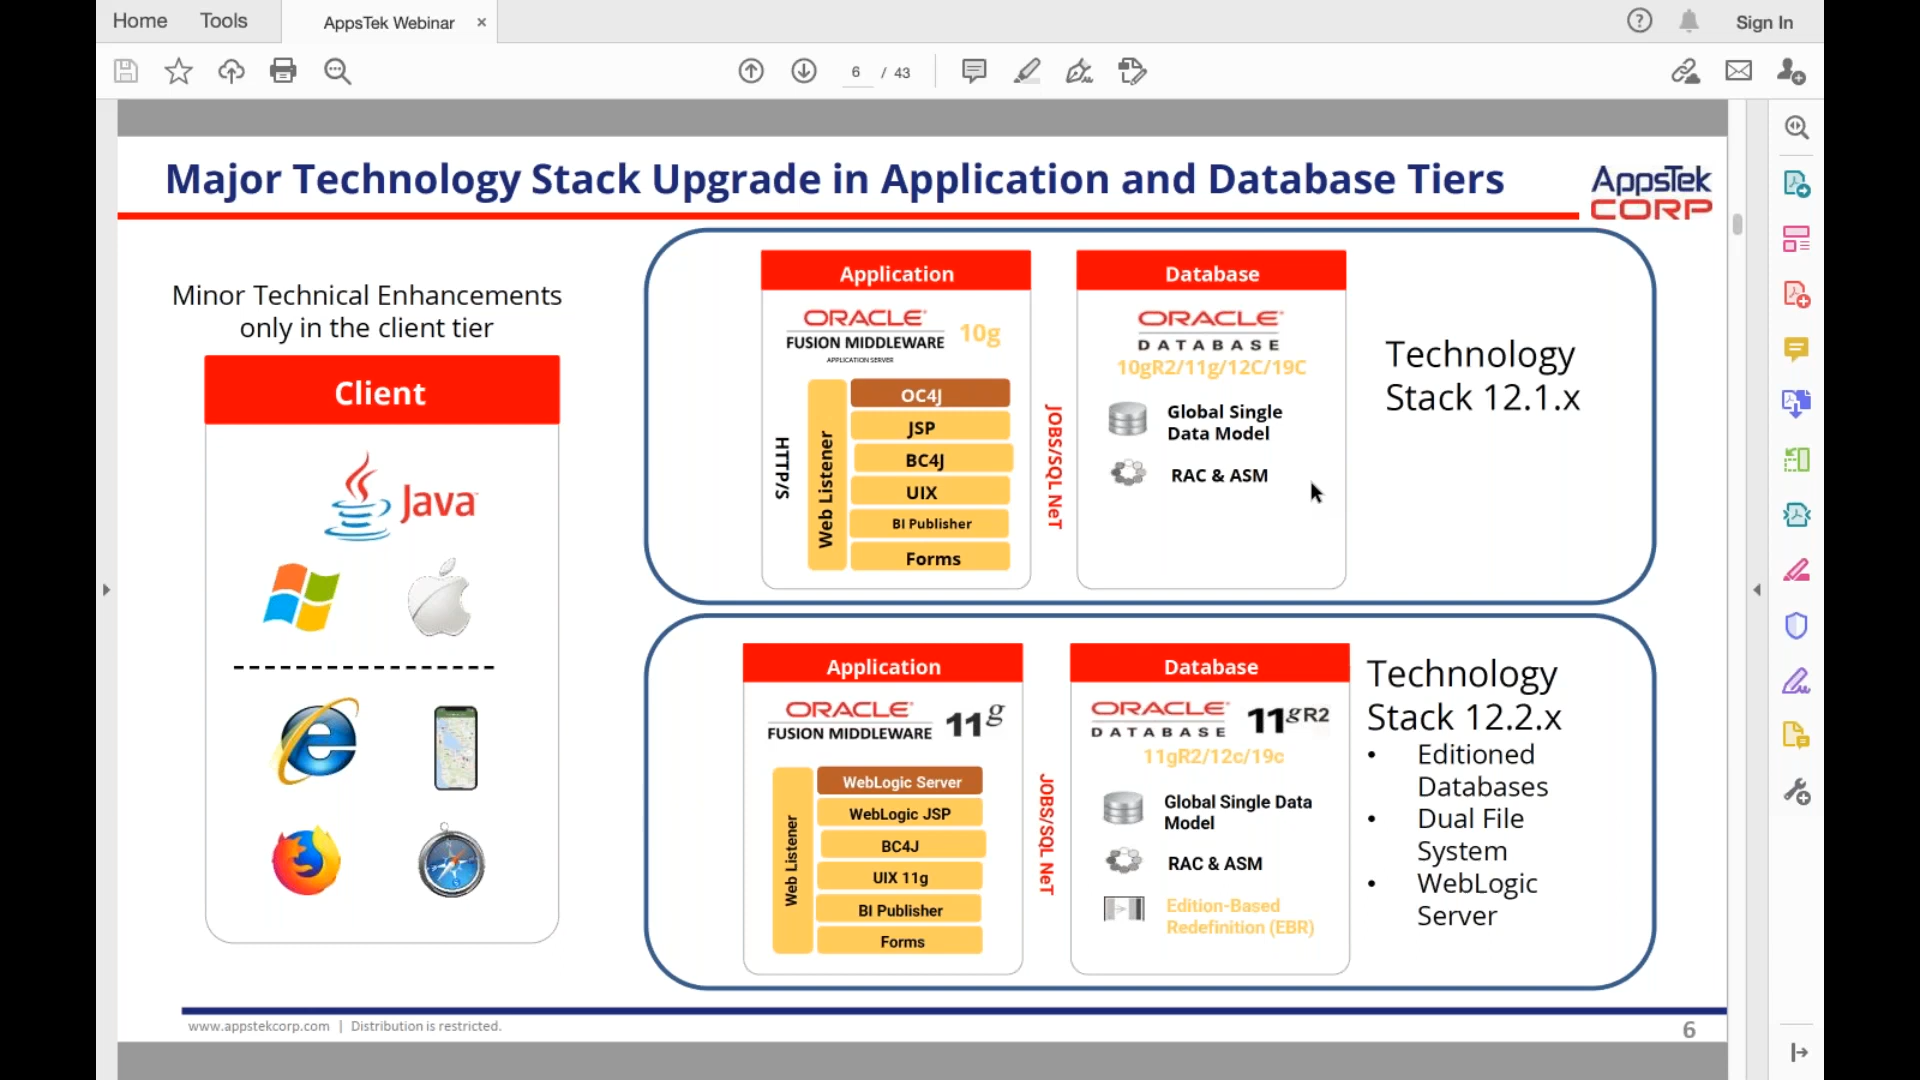 Home
Tools
AppsTek Webinar
×
Sign In
6 / 43
Major Technology Stack Upgrade in Application and Database Tiers
AppsTek
CORP
Minor Technical Enhancements
only in the client tier
Client
Java
Application
ORACLE
FUSION MIDDLEWARE
10g
APPLICATION SERVER
HTTP/S
Web Listener
OC4J
JSP
BC4J
UIX
BI Publisher
Forms
JOBS/SQL NeT
Database
ORACLE
DATABASE
10gR2/11g/12C/19C
Global Single
Data Model
RAC & ASM
Technology
Stack 12.1.x
Application
ORACLE
FUSION MIDDLEWARE
11g
Web Listener
WebLogic Server
WebLogic JSP
BC4J
UIX 11g
BI Publisher
Forms
JOBS/SQL NeT
Database
ORACLE
DATABASE
11gR2
11gR2/12c/19c
Global Single Data
Model
RAC & ASM
Edition-Based
Redefinition (EBR)
Technology
Stack 12.2.x
• Editioned
Databases
• Dual File
System
• WebLogic
Server
www.appstekcorp.com | Distribution is restricted.
6